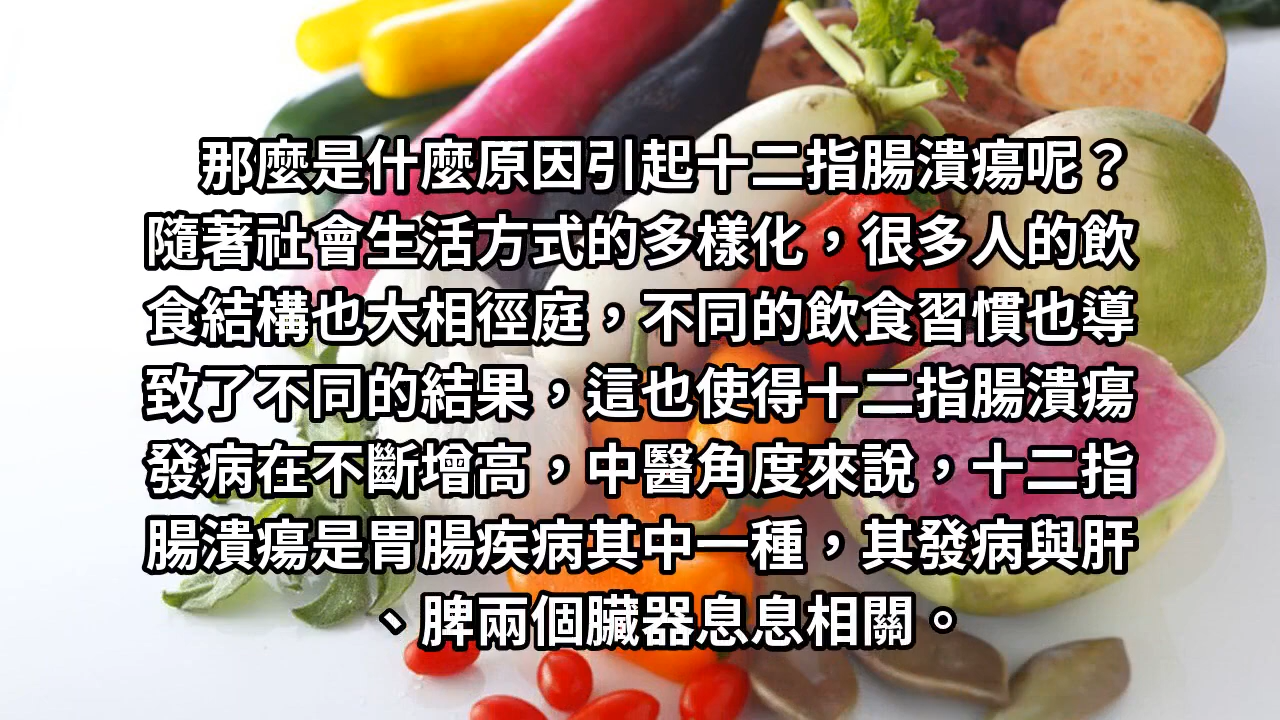 那麼是什麼原因引起十二指腸潰瘍呢？
隨著社會生活方式的多樣化，很多人的飲
食結構也大相徑庭，不同的飲食習慣也導
致了不同的結果，這也使得十二指腸潰瘍
發病在不斷增高，中醫角度來說，十二指
腸潰瘍是胃腸疾病其中一種，其發病與肝
、脾兩個臟器息息相關。